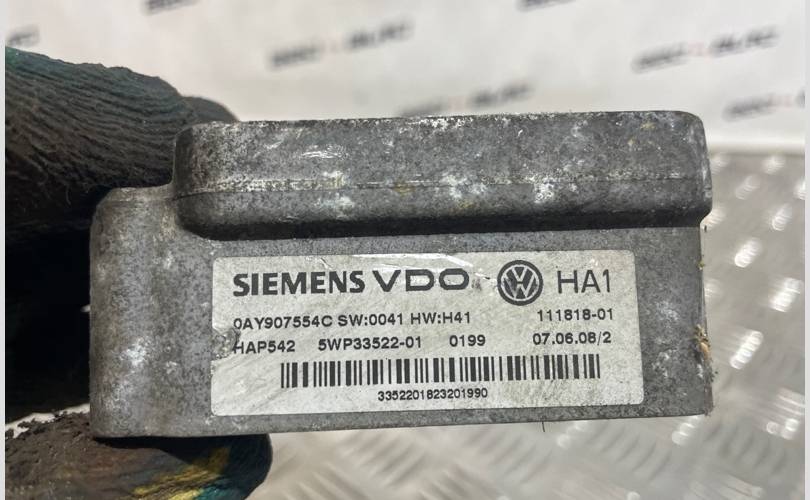 SIEMENS VDO VW HA1
0AY907554C SW:0041 HW:H41 111818-01
HAP542 5WP33522-01 0199 07.06.08/2
3352201823201990